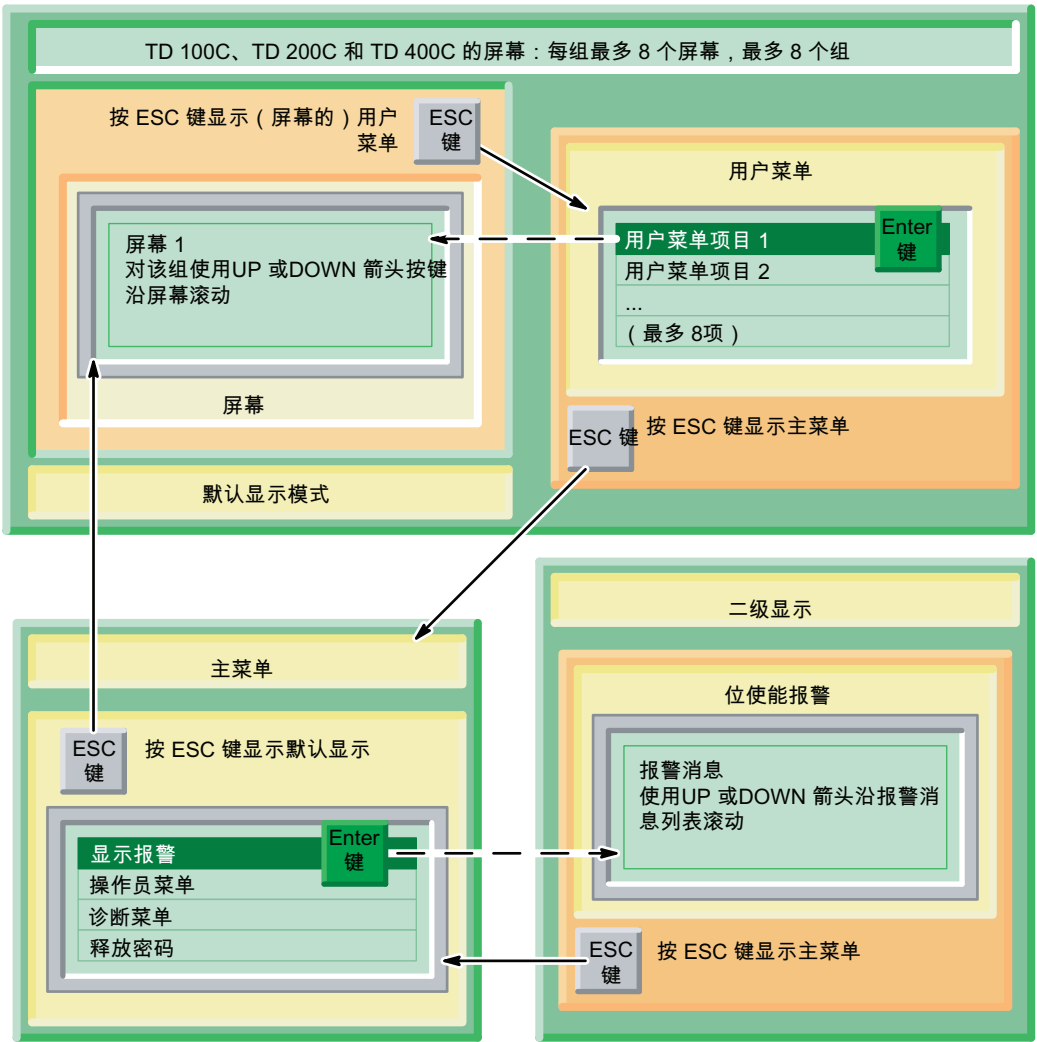 TD 100C、TD 200C 和 TD 400C 的屏幕：每组最多 8 个屏幕，最多 8 个组
按 ESC 键显示（屏幕的）用户
菜单
ESC
键
屏幕 1
对该组使用UP 或DOWN 箭头按键
沿屏幕滚动
屏幕
默认显示模式
用户菜单
用户菜单项目 1
Enter
键
用户菜单项目 2
...
（最多 8项）
ESC 键
按 ESC 键显示主菜单
主菜单
ESC
键
按 ESC 键显示默认显示
显示报警
Enter
键
操作员菜单
诊断菜单
释放密码
二级显示
位使能报警
报警消息
使用UP 或DOWN 箭头沿报警消
息列表滚动
ESC
键
按 ESC 键显示主菜单